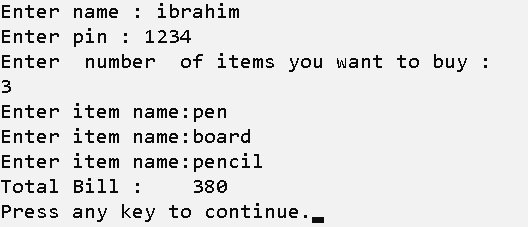 Enter name : ibrahim
Enter pin : 1234
Enter  number  of items you want to buy :
3
Enter item name:pen
Enter item name:board
Enter item name:pencil
Total Bill :    380
Press any key to continue.